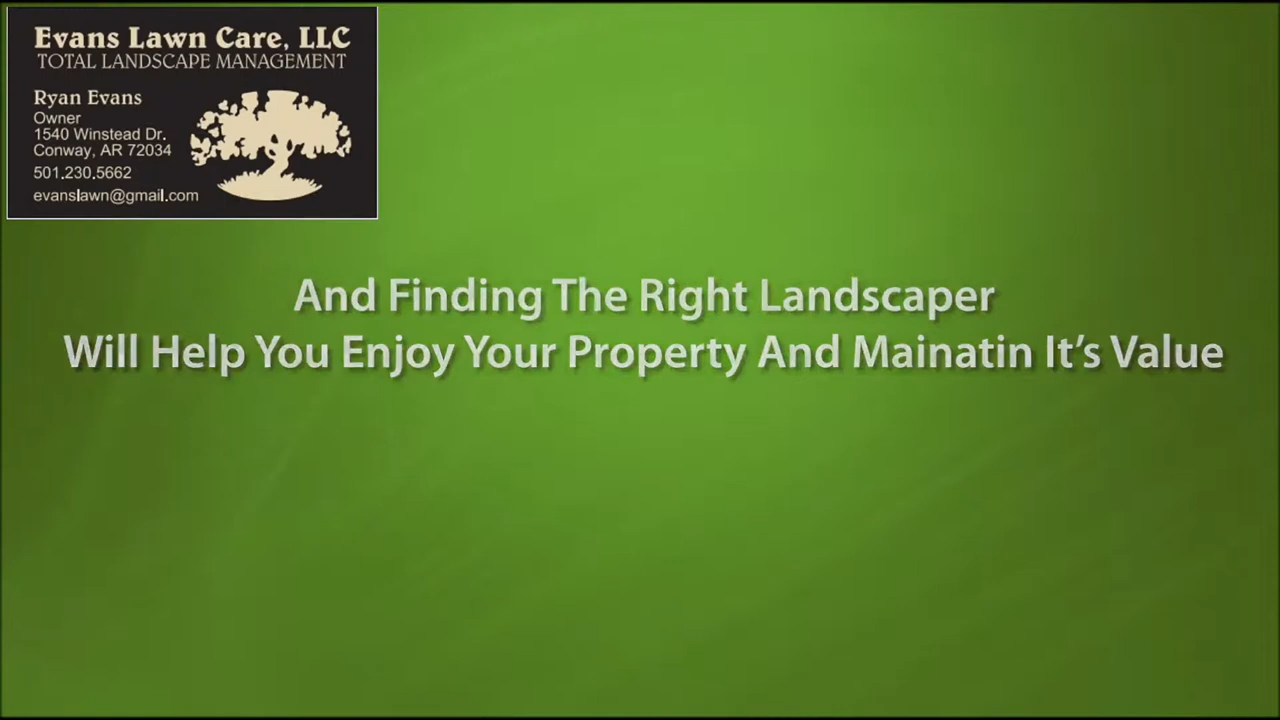 Evans Lawn Care, LLC
TOTAL LANDSCAPE MANAGEMENT
Ryan Evans
Owner
1540 Winstead Dr.
Conway, AR 72034
501.230.5662
evanslawn@gmail.com
And Finding The Right Landscaper
Will Help You Enjoy Your Property And Mainatin It’s Value